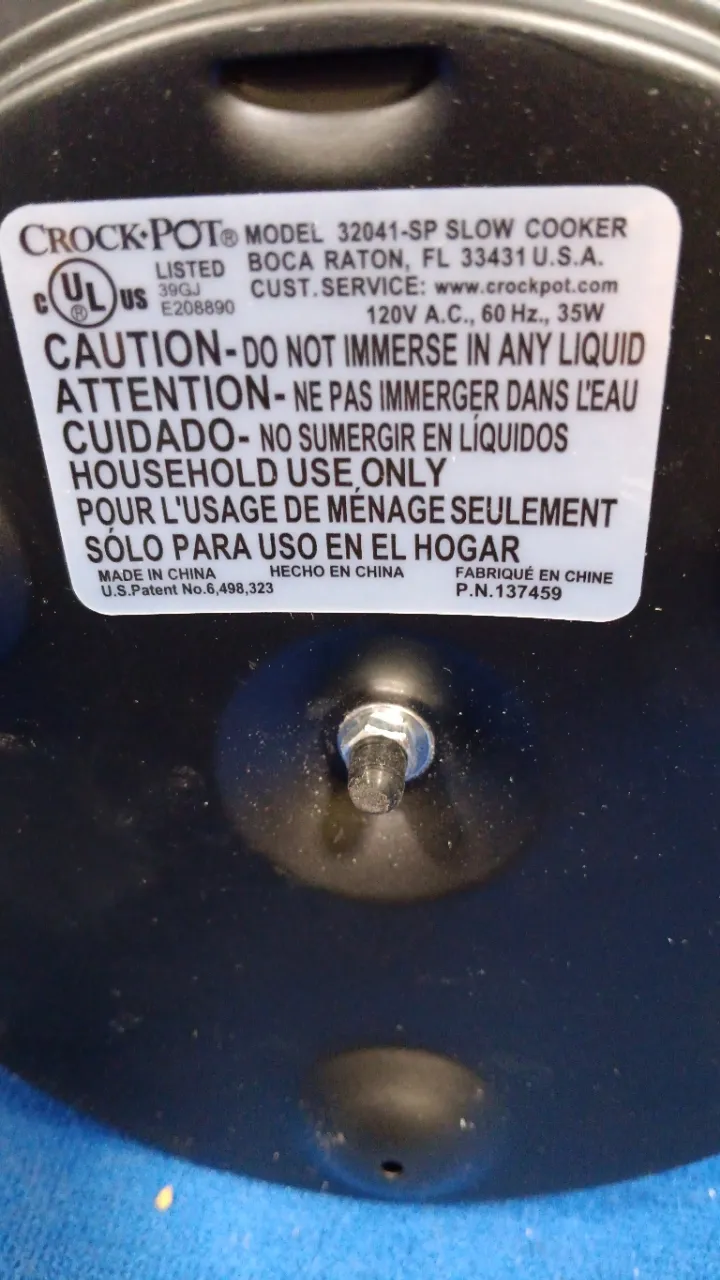 CROCK•POT® MODEL 32041-SP SLOW COOKER
BOCA RATON, FL 33431 U.S.A.
CUST.SERVICE: www.crockpot.com
120V A.C., 60 Hz., 35W
C UL® US LISTED
39GJ
E208890
CAUTION- DO NOT IMMERSE IN ANY LIQUID
ATTENTION- NE PAS IMMERGER DANS L'EAU
CUIDADO- NO SUMERGIR EN LÍQUIDOS
HOUSEHOLD USE ONLY
POUR L'USAGE DE MÉNAGE SEULEMENT
SÓLO PARA USO EN EL HOGAR
MADE IN CHINA HECHO EN CHINA FABRIQUÉ EN CHINE
U.S.Patent No.6,498,323 P.N.137459